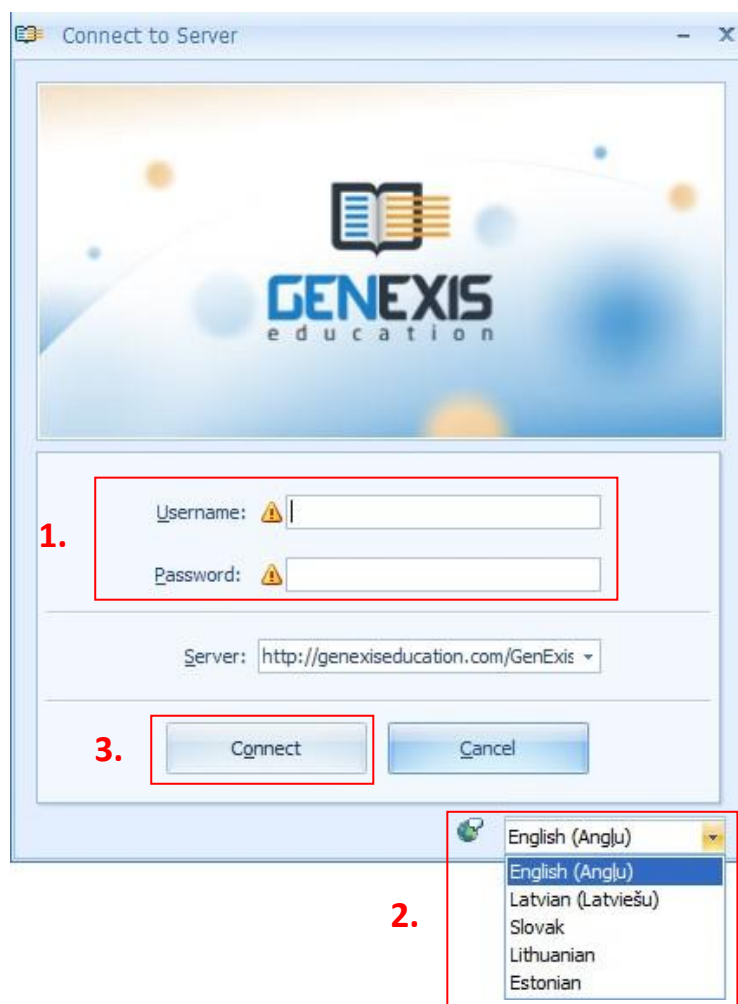 Connect to Server
GENEXIS
education
1.
Username:
Password:
Server: http://genexiseducation.com/GenExis
3.
Connect
Cancel
English (Angļu)
English (Angļu)
Latvian (Latviešu)
2.
Slovak
Lithuanian
Estonian